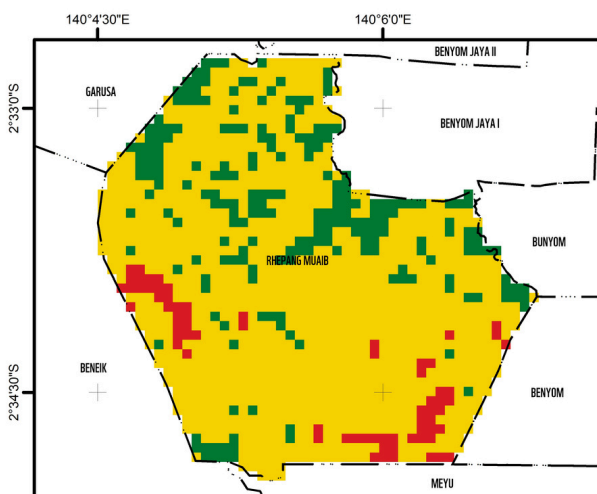 140°4'30"E
140°6'0"E
BENYOM JAYA II
GARUSA
2°33'0"S
BENYOM JAYA I
BUNYOM
RHEPANG MUAIB
BENEIK
BENYOM
2°34'30"S
MEYU